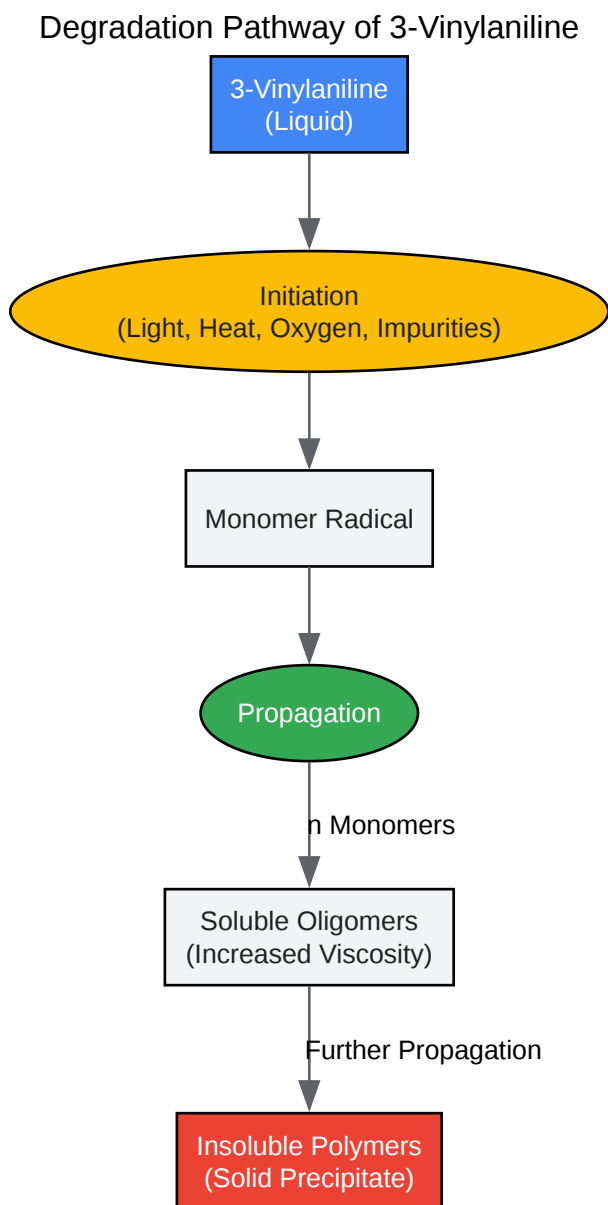 Degradation Pathway of 3-Vinylaniline
3-Vinylaniline
(Liquid)
Initiation
(Light, Heat, Oxygen, Impurities)
Monomer Radical
Propagation
n Monomers
Soluble Oligomers
(Increased Viscosity)
Further Propagation
Insoluble Polymers
(Solid Precipitate)